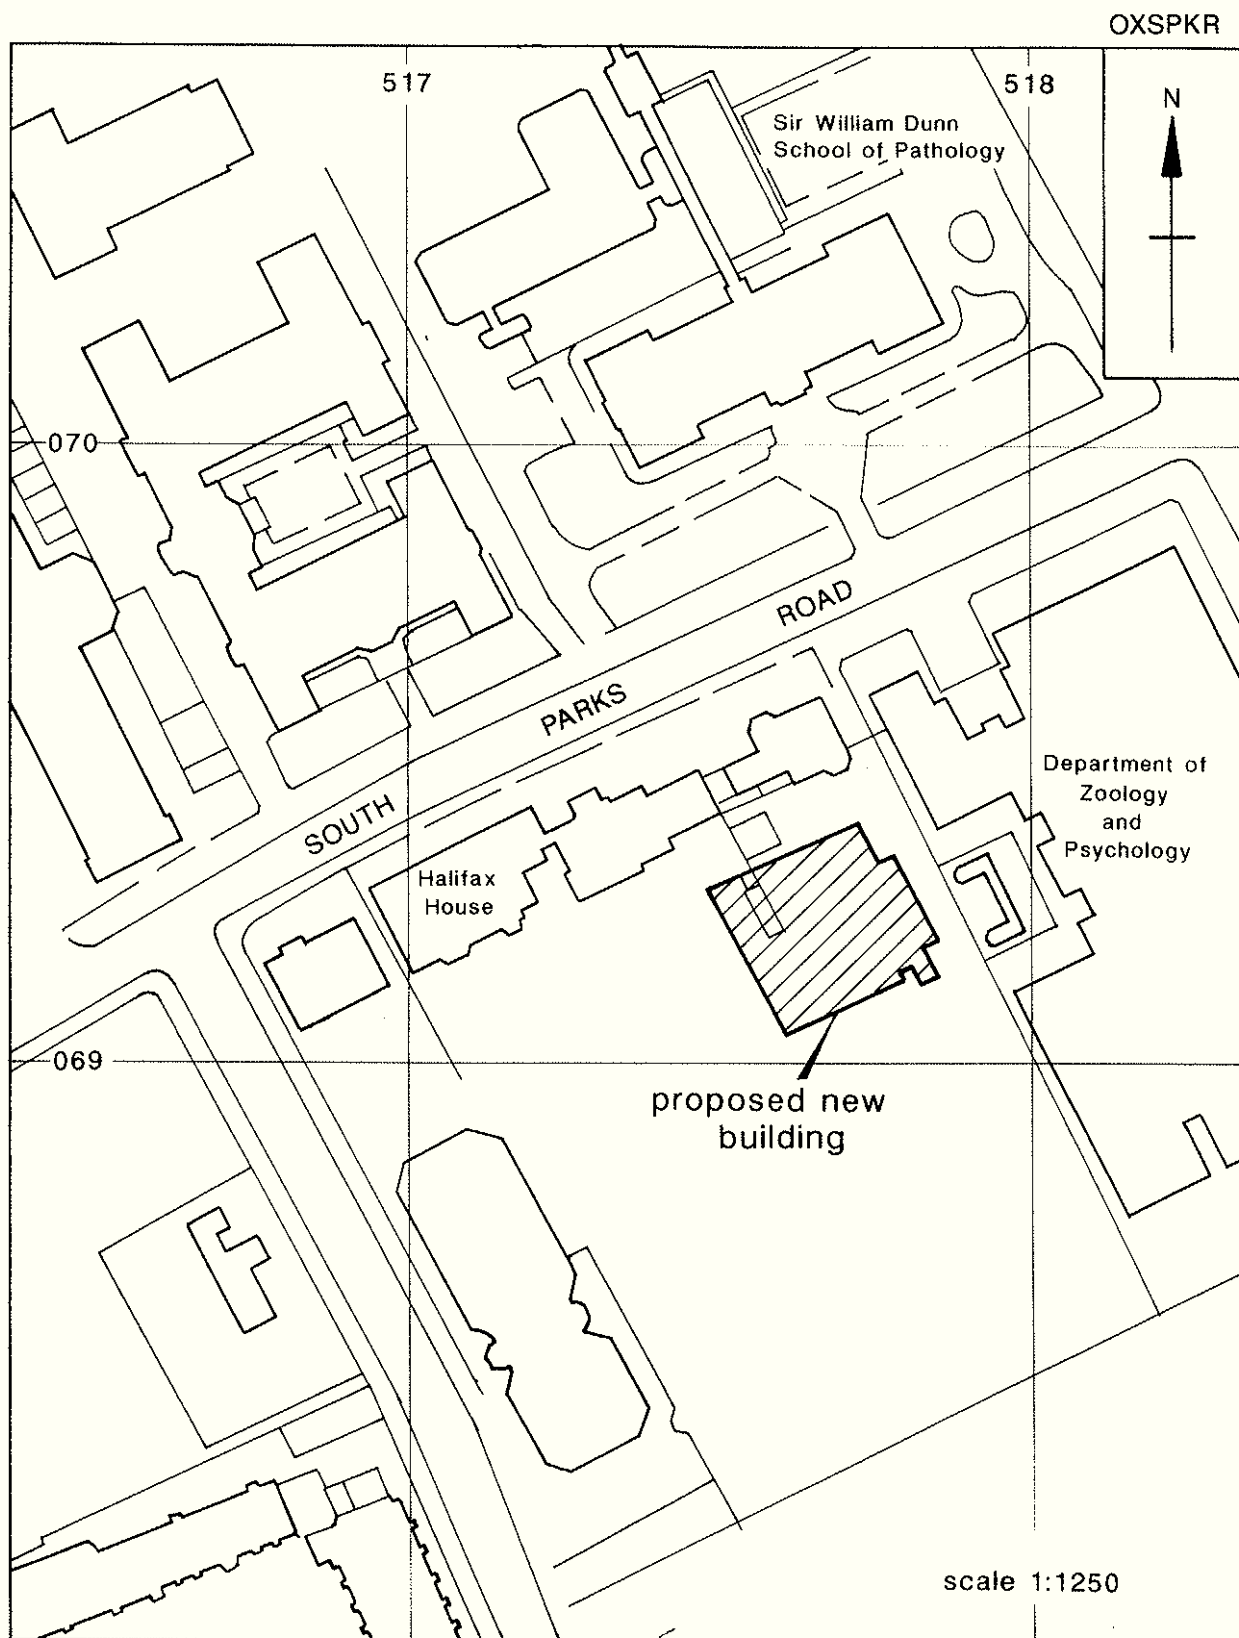 OXSPKR
517
518
N
Sir William Dunn
School of Pathology
070
ROAD
PARKS
SOUTH
Department of
Zoology
and
Psychology
Halifax
House
069
proposed new
building
scale 1:1250